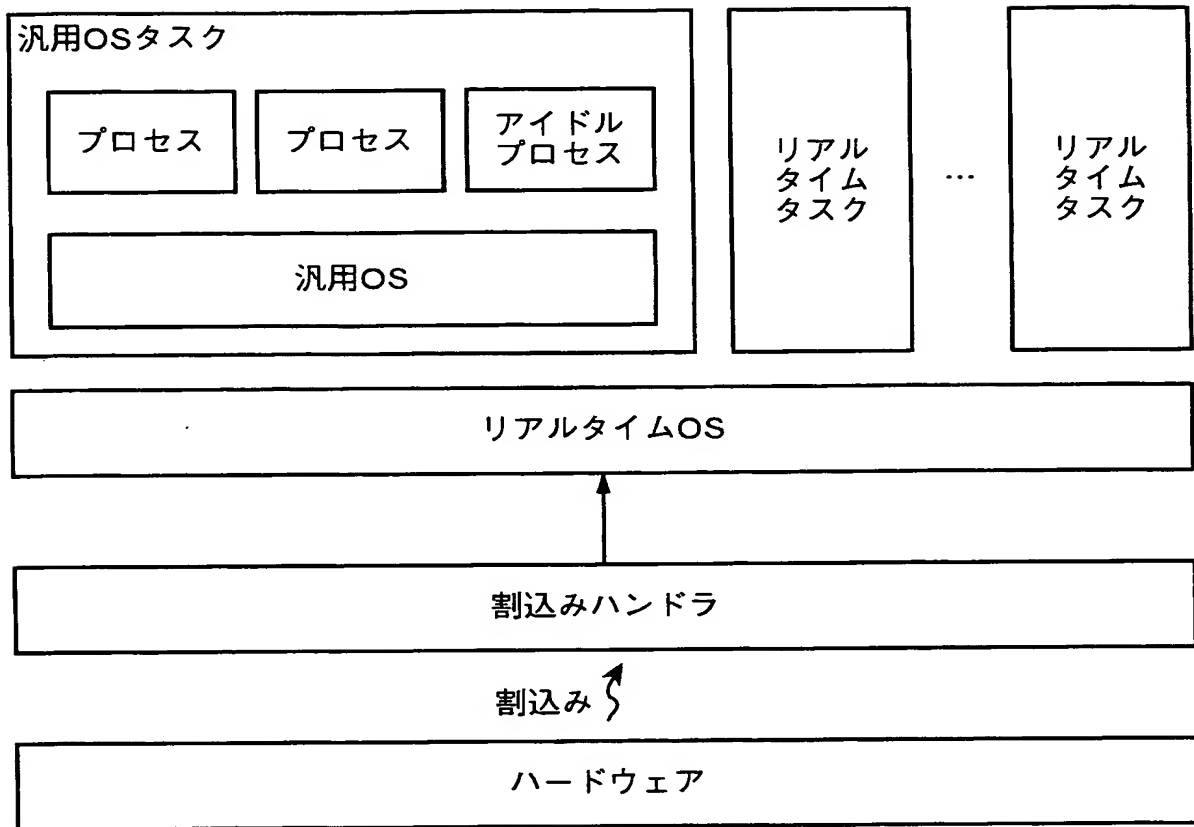 汎用OSタスク
プロセス
プロセス
アイドル
プロセス
汎用OS
リアル
タイム
タスク
…
リアル
タイム
タスク
リアルタイムOS
割込みハンドラ
割込み
ハードウェア